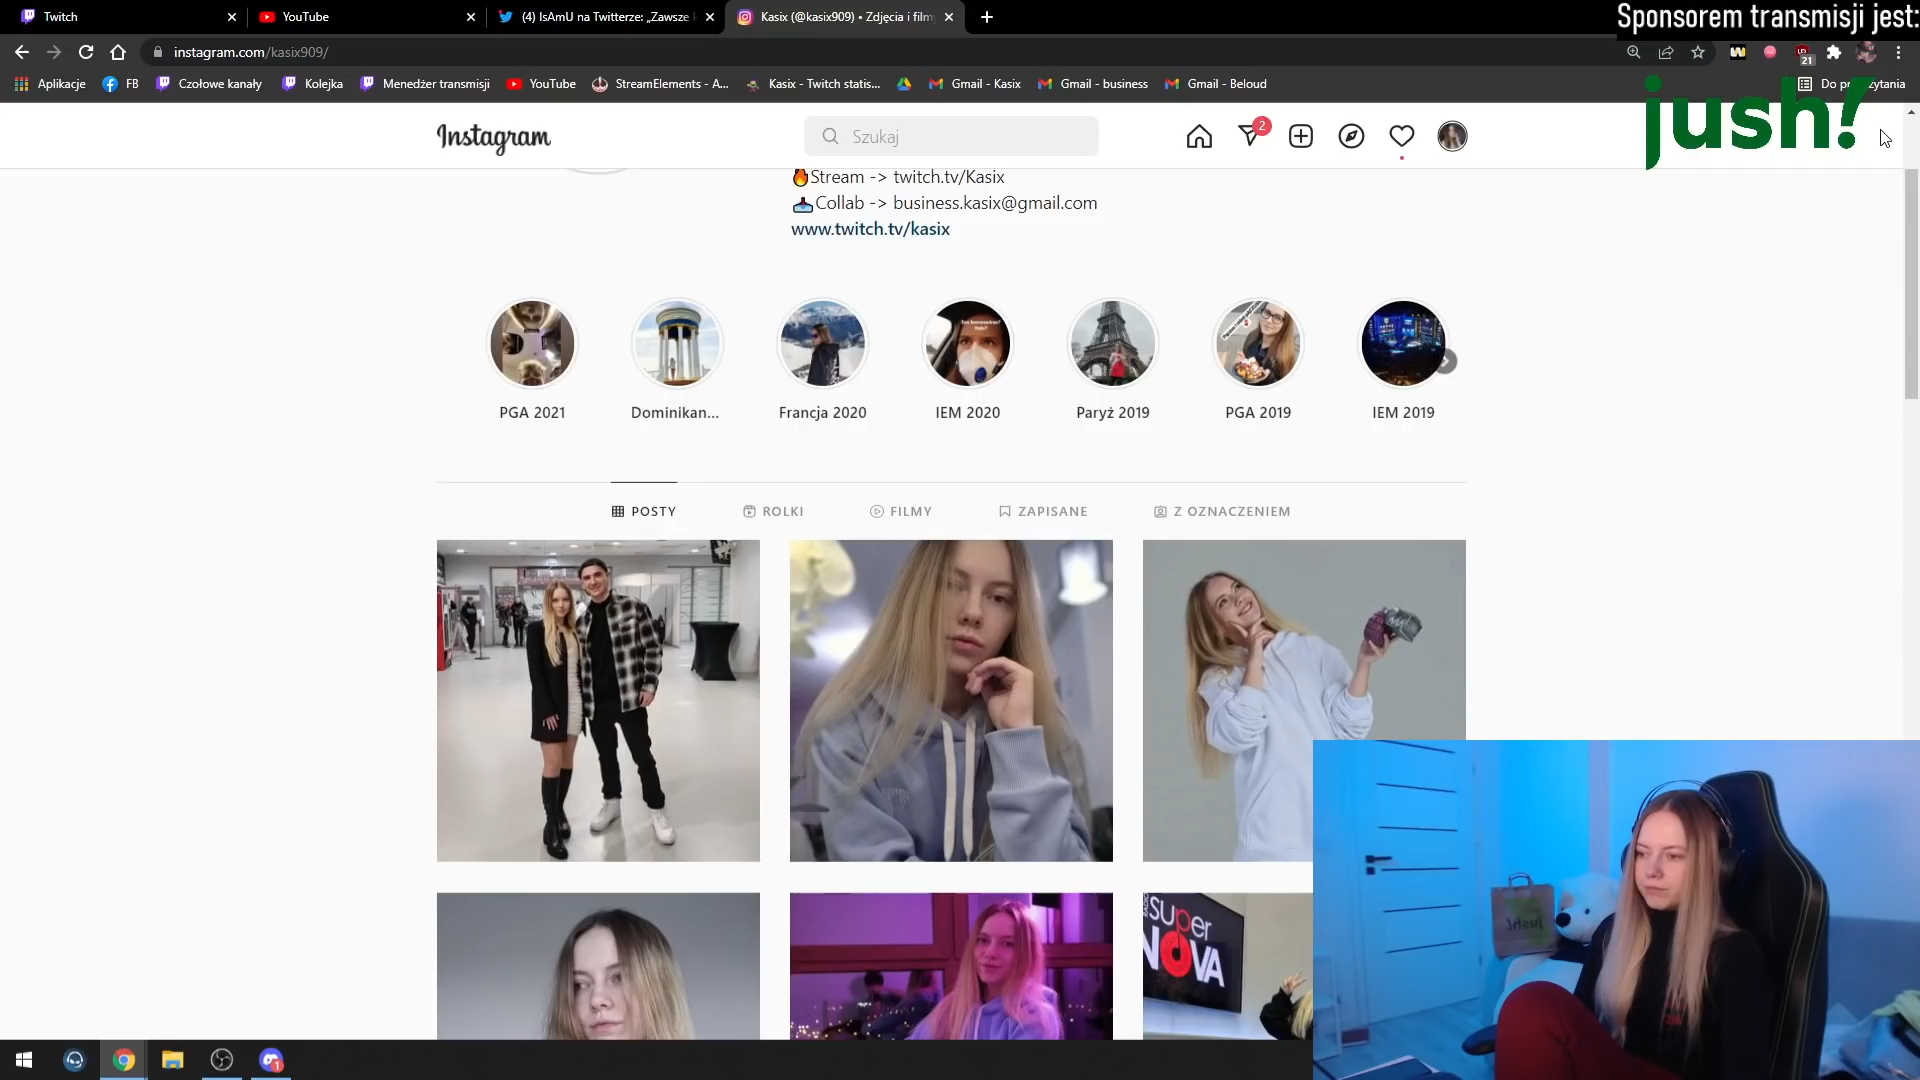 Twitch
YouTube
(4) IsAmU na Twitterze: „Zawsze
Kasix (@kasix909) • Zdjęcia i film
Sponsorem transmisji jest:
instagram.com/kasix909/
21
Aplikacje
FB
Czołowe kanały
Kolejka
Menedżer transmisji
YouTube
StreamElements - A...
Kasix - Twitch statis...
Gmail - Kasix
Gmail - business
Gmail - Beloud
jush!
Instagram
Szukaj
2
🔥Stream -> twitch.tv/Kasix
Collab -> business.kasix@gmail.com
www.twitch.tv/kasix
PGA 2021
Dominikan...
Francja 2020
IEM 2020
Paryż 2019
PGA 2019
IEM 2019
POSTY
ROLKI
FILMY
ZAPISANE
Z OZNACZENIEM
super
NOVA
1